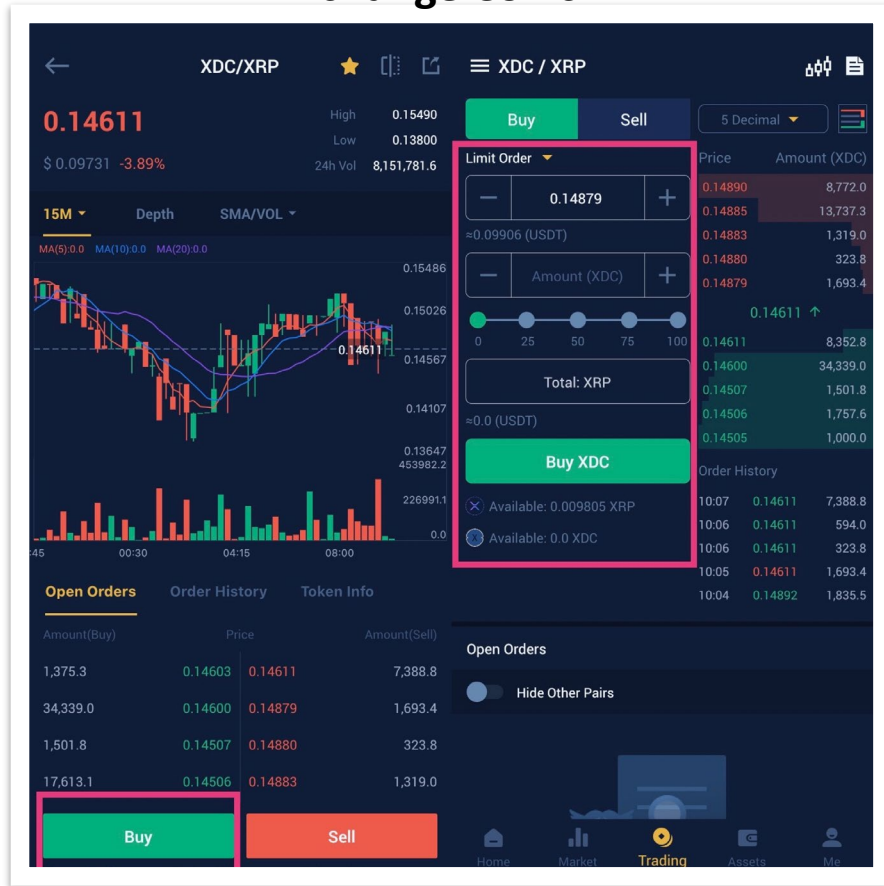 XDC/XRP
0.14611
High 0.15490
Low 0.13800
$ 0.09731 -3.89%
24h Vol 8,151,781.6
15M Depth SMA/VOL
MA(5):0.0 MA(10):0.0 MA(20):0.0
0.15486
0.15026
0.14611
0.14567
0.14107
0.13647
453982.2
226991.1
0.0
:45 00:30 04:15 08:00
Open Orders Order History Token Info
Amount(Buy) Price Amount(Sell)
1,375.3 0.14603 0.14611 7,388.8
34,339.0 0.14600 0.14879 1,693.4
1,501.8 0.14507 0.14880 323.8
17,613.1 0.14506 0.14883 1,319.0
Buy Sell
XDC / XRP
Buy Sell
5 Decimal
Limit Order
0.14879
≈0.09906 (USDT)
Amount (XDC)
0 25 50 75 100
Total: XRP
≈0.0 (USDT)
Buy XDC
Available: 0.009805 XRP
Available: 0.0 XDC
Price Amount (XDC)
0.14890 8,772.0
0.14885 13,737.3
0.14883 1,319.0
0.14880 323.8
0.14879 1,693.4
0.14611 ↑
0.14611 8,352.8
0.14600 34,339.0
0.14507 1,501.8
0.14506 1,757.6
0.14505 1,000.0
Order History
10:07 0.14611 7,388.8
10:06 0.14611 594.0
10:06 0.14611 323.8
10:05 0.14611 1,693.4
10:04 0.14892 1,835.5
Open Orders
Hide Other Pairs
Home Market Trading Assets Me